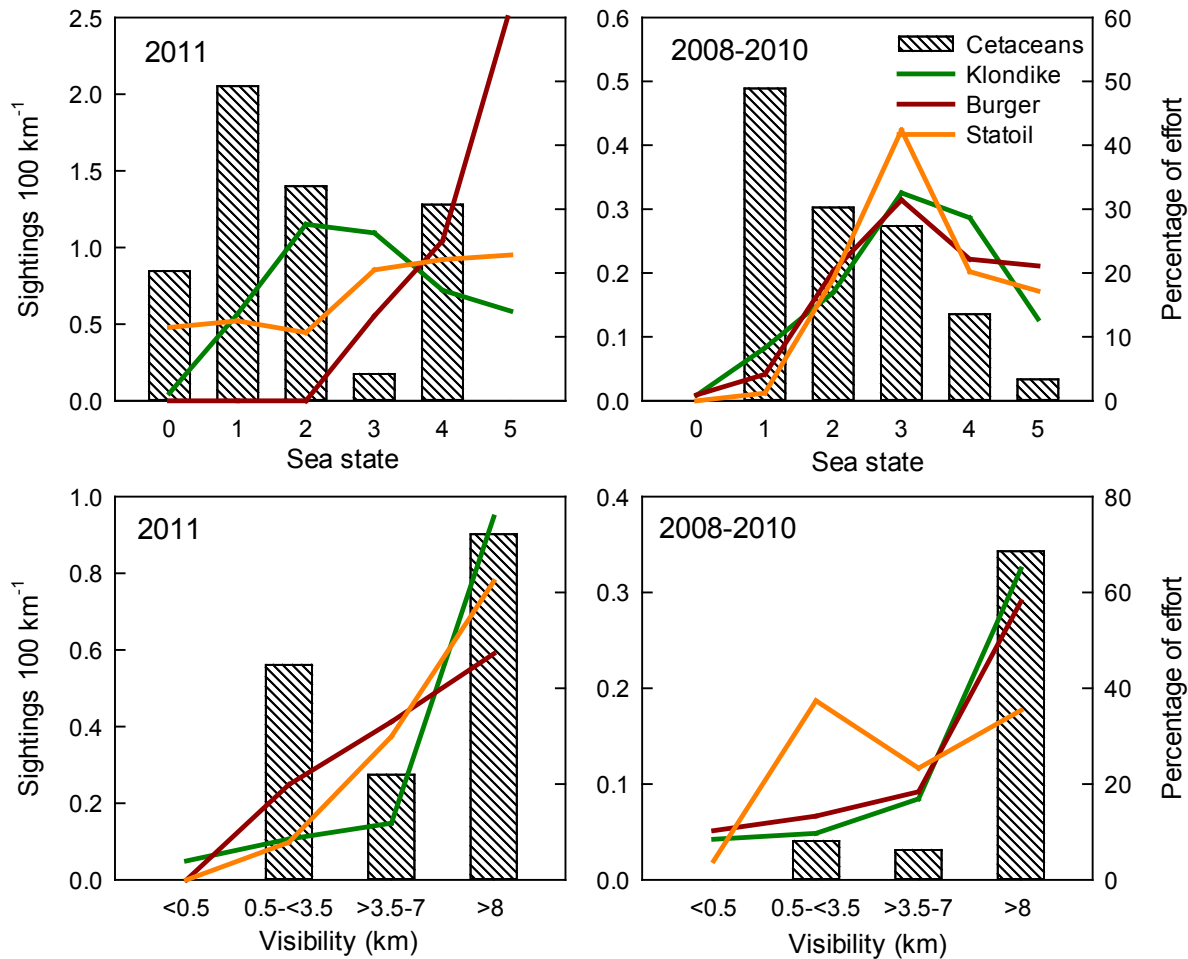 2011
2.5
2.0
1.5
1.0
0.5
0.0
Sightings 100 km-1
0 1 2 3 4 5
Sea state
2008-2010
Cetaceans
Klondike
Burger
Statoil
0.6
0.5
0.4
0.3
0.2
0.1
0.0
60
50
40
30
20
10
0
Percentage of effort
0 1 2 3 4 5
Sea state
2011
1.0
0.8
0.6
0.4
0.2
0.0
Sightings 100 km-1
<0.5 0.5-<3.5 >3.5-7 >8
Visibility (km)
2008-2010
0.4
0.3
0.2
0.1
0.0
80
60
40
20
0
Percentage of effort
<0.5 0.5-<3.5 >3.5-7 >8
Visibility (km)